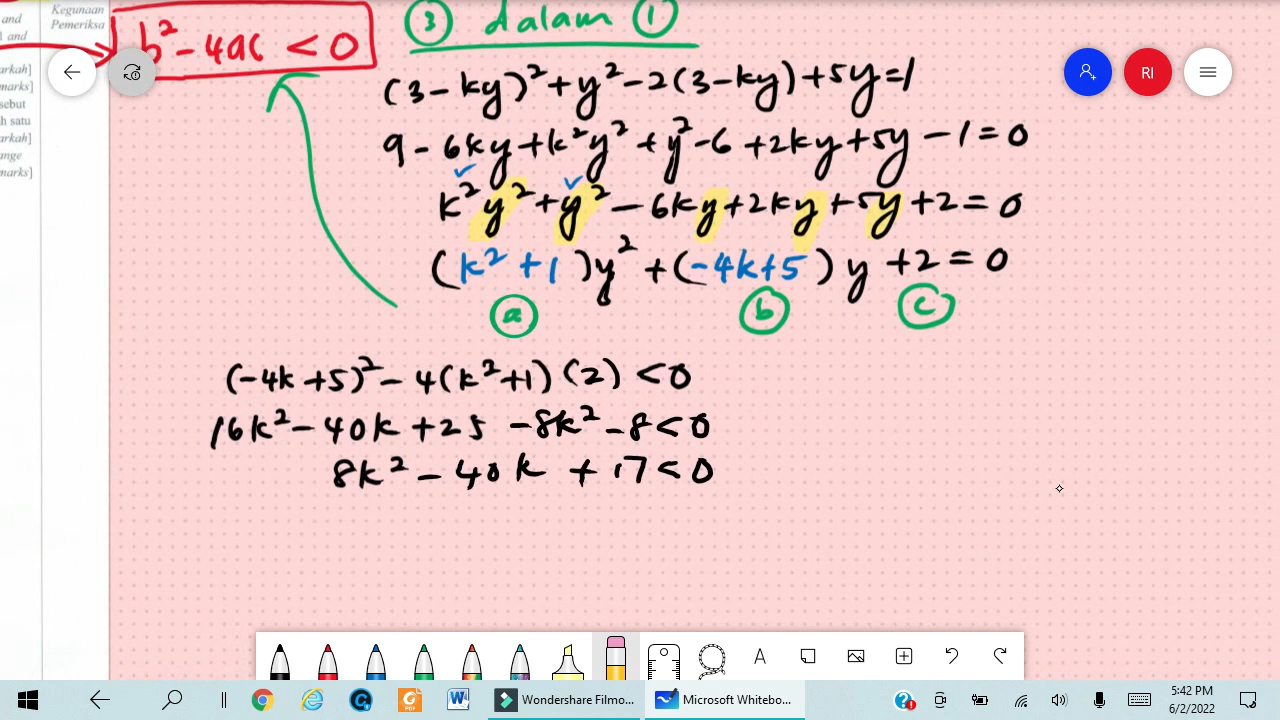 and
and
Kegunaan
Pemeriksa
arkah]
marks]
sebut
ah satu
arkah]
ange
marks]
b² - 4ac < 0
③ dalam ①
(3 - ky)² + y² - 2(3 - ky) + 5y = 1
9 - 6ky + k²y² + y² - 6 + 2ky + 5y - 1 = 0
k²y² + y² - 6ky + 2ky + 5y + 2 = 0
(k² + 1)y² + (-4k + 5)y + 2 = 0
a b c
(-4k + 5)² - 4(k² + 1)(2) < 0
16k² - 40k + 25 - 8k² - 8 < 0
8k² - 40k + 17 < 0
RI
A
Wondershare Filmo...
Microsoft Whitebo...
5:42 PM
6/2/2022